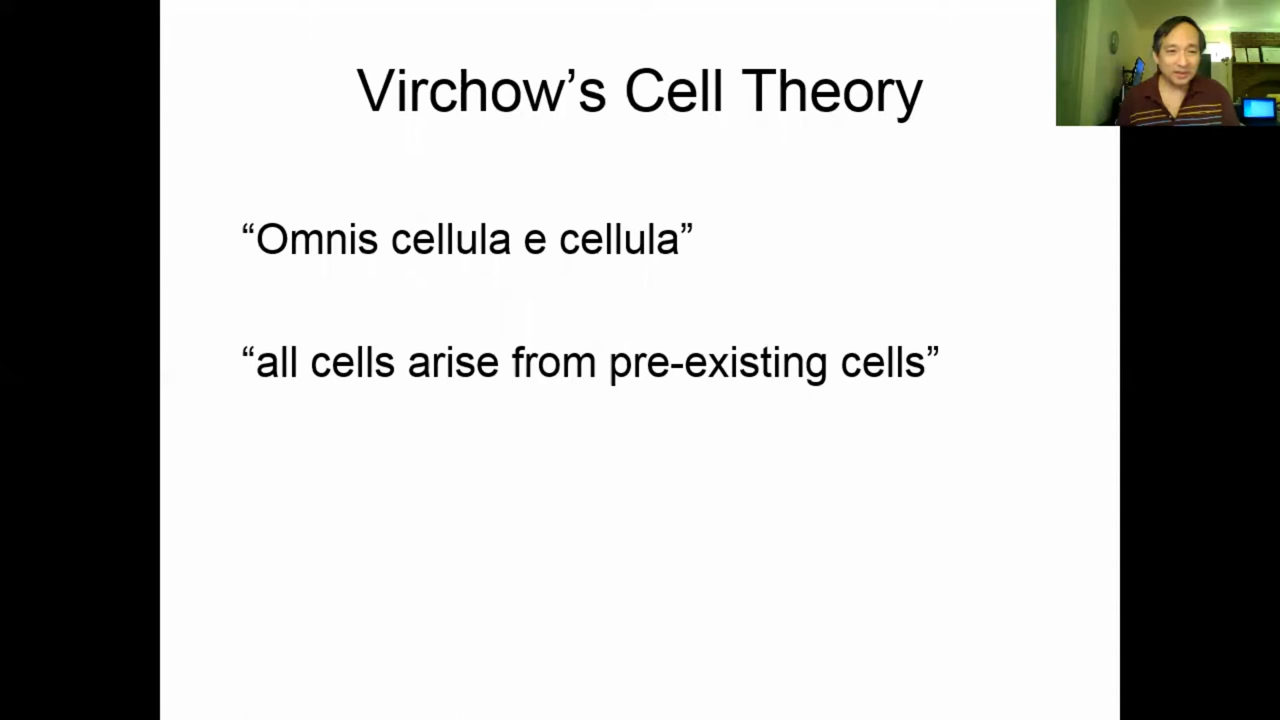 Virchow’s Cell Theory
“Omnis cellula e cellula”
“all cells arise from pre-existing cells”